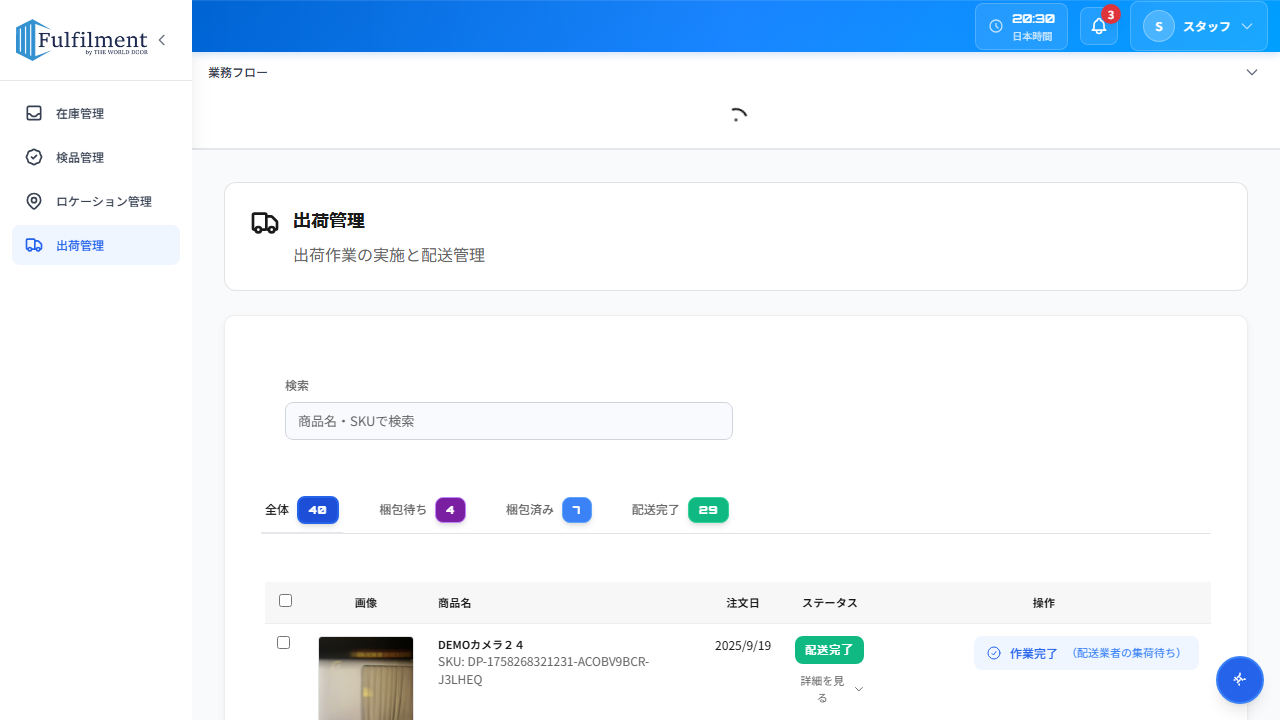 Fulfilment
by THE WORLD DOOR
20:30
日本時間
3
S スタッフ
業務フロー
在庫管理
検品管理
ロケーション管理
出荷管理
出荷管理
出荷作業の実施と配送管理
検索
商品名・SKUで検索
全体 40 梱包待ち 4 梱包済み 7 配送完了 29
画像 商品名 注文日 ステータス 操作
DEMOカメラ２４
SKU: DP-1758268321231-ACOBV9BCR-
J3LHEQ
2025/9/19
配送完了
詳細を見
る
作業完了 （配送業者の集荷待ち）